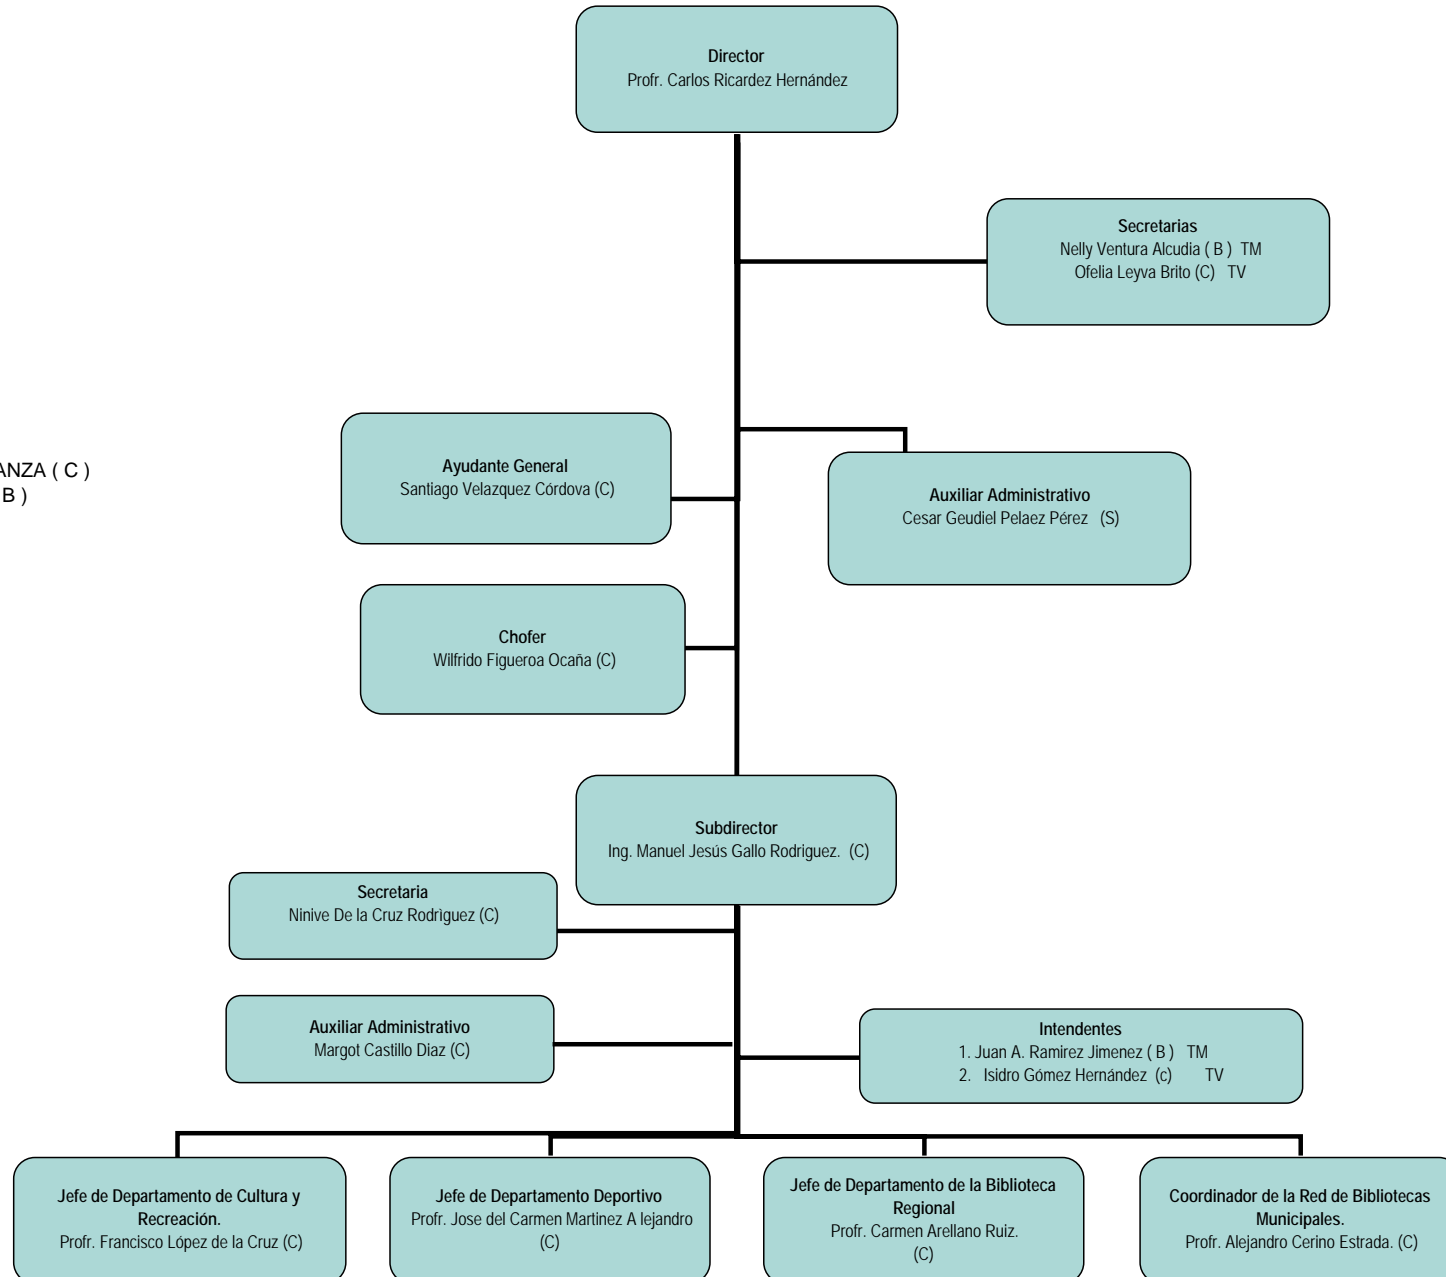 Director
Profr. Carlos Ricardez Hernández
Secretarias
Nelly Ventura Alcudia ( B ) TM
Ofelia Leyva Brito (C) TV
ANZA ( C )
B )
Ayudante General
Santiago Velazquez Córdova (C)
Auxiliar Administrativo
Cesar Geudiel Pelaez Pérez (S)
Chofer
Wilfrido Figueroa Ocaña (C)
Subdirector
Ing. Manuel Jesús Gallo Rodriguez. (C)
Secretaria
Ninive De la Cruz Rodrìguez (C)
Auxiliar Administrativo
Margot Castillo Diaz (C)
Intendentes
1. Juan A. Ramirez Jimenez ( B ) TM
2. Isidro Gómez Hernández (c) TV
Jefe de Departamento de Cultura y
Recreación.
Profr. Francisco López de la Cruz (C)
Jefe de Departamento Deportivo
Profr. Jose del Carmen Martinez A lejandro
(C)
Jefe de Departamento de la Biblioteca
Regional
Profr. Carmen Arellano Ruiz.
(C)
Coordinador de la Red de Bibliotecas
Municipales.
Profr. Alejandro Cerino Estrada. (C)